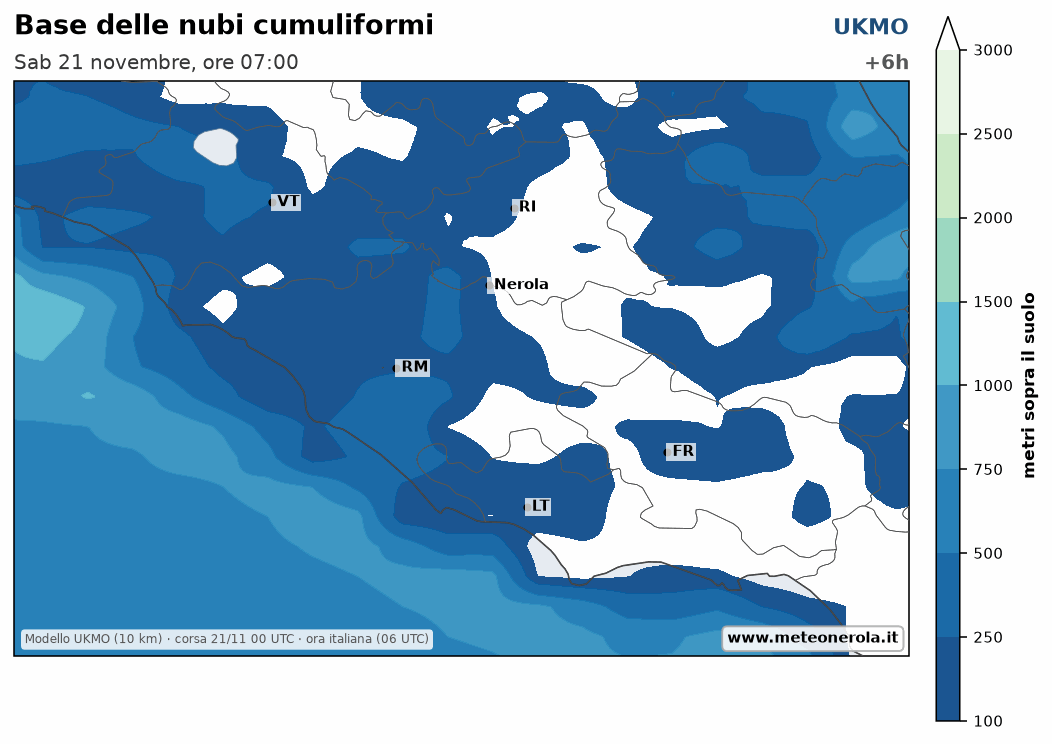 Base delle nubi cumuliformi
UKMO
Sab 21 novembre, ore 07:00
+6h
VT
RI
Nerola
RM
FR
LT
Modello UKMO (10 km) · corsa 21/11 00 UTC · ora italiana (06 UTC)
www.meteonerola.it
3000
2500
2000
1500
1000
750
500
250
100
metri sopra il suolo